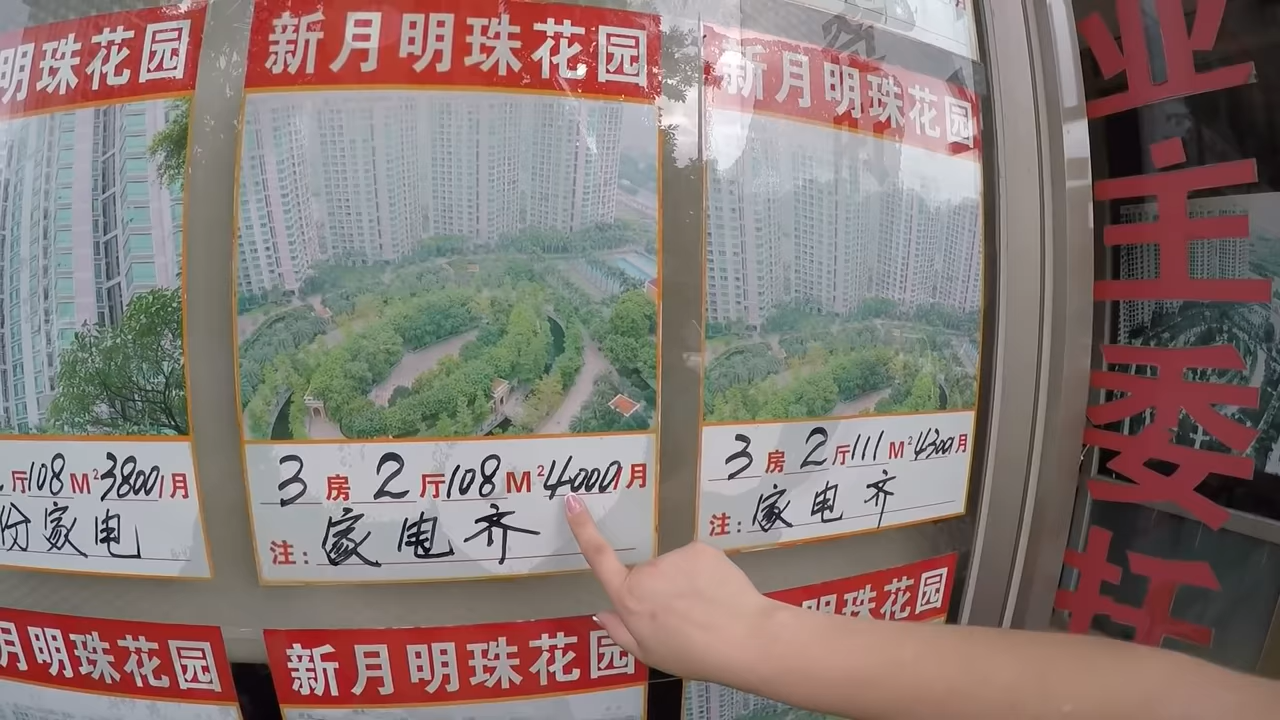 明珠花园
厅108M²3800/月
份家电
新月明珠花园
3房2厅108M²4000/月
注：家电齐
新月明珠花园
3房2厅111M²4300/月
注：家电齐
月明珠花园
新月明珠花园
明珠花园
业主委托